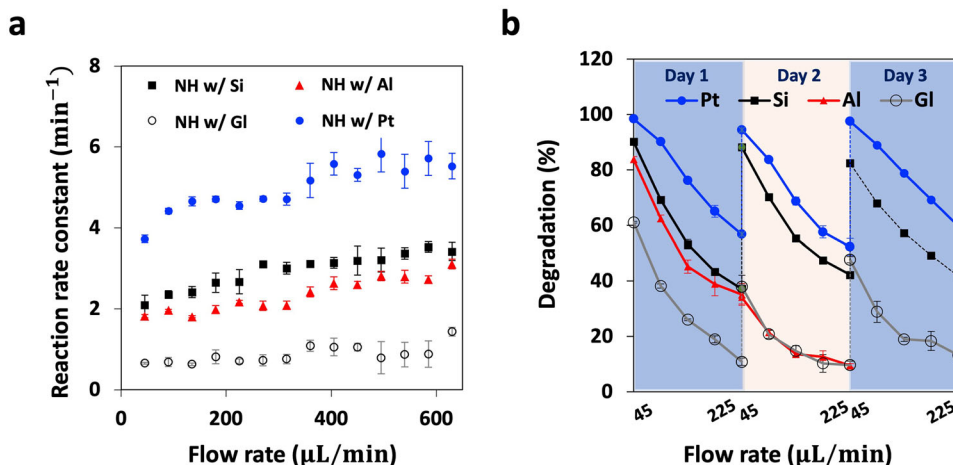 a
Reaction rate constant (min⁻¹)
8
6
4
2
0
NH w/ Si
NH w/ Al
NH w/ Gl
NH w/ Pt
0
200
400
600
Flow rate (μL/min)
b
Degradation (%)
120
100
80
60
40
20
0
Day 1
Day 2
Day 3
Pt
Si
Al
Gl
45
225
45
225
45
225
Flow rate (μL/min)